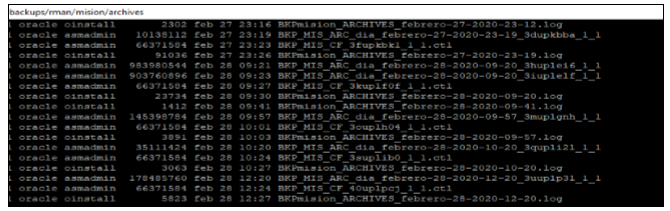 backups/rman/mision/archives
1 oracle oinstall 2302 feb 27 23:16 BKPmision_ARCHIVES_febrero-27-2020-23-12.log
1 oracle asmadmin 10138112 feb 27 23:19 BKP_MIS_ARC_dia_febrero-27-2020-23-19_3dupkbba_1_1
1 oracle asmadmin 66371584 feb 27 23:23 BKP_MIS_CF_3fupkbkl_1_1.ctl
1 oracle oinstall 91036 feb 27 23:26 BKPmision_ARCHIVES_febrero-27-2020-23-19.log
1 oracle asmadmin 983980544 feb 28 09:21 BKP_MIS_ARC_dia_febrero-28-2020-09-20_3huplei6_1_1
1 oracle asmadmin 903760896 feb 28 09:23 BKP_MIS_ARC_dia_febrero-28-2020-09-20_3iuplelf_1_1
1 oracle asmadmin 66371584 feb 28 09:27 BKP_MIS_CF_3kuplf0f_1_1.ctl
1 oracle oinstall 23734 feb 28 09:30 BKPmision_ARCHIVES_febrero-28-2020-09-20.log
1 oracle oinstall 1412 feb 28 09:41 BKPmision_ARCHIVES_febrero-28-2020-09-41.log
1 oracle asmadmin 145398784 feb 28 09:57 BKP_MIS_ARC_dia_febrero-28-2020-09-57_3muplgnh_1_1
1 oracle asmadmin 66371584 feb 28 10:01 BKP_MIS_CF_3ouplh04_1_1.ctl
1 oracle oinstall 3891 feb 28 10:03 BKPmision_ARCHIVES_febrero-28-2020-09-57.log
1 oracle asmadmin 35111424 feb 28 10:20 BKP_MIS_ARC_dia_febrero-28-2020-10-20_3qupli21_1_1
1 oracle asmadmin 66371584 feb 28 10:24 BKP_MIS_CF_3suplib0_1_1.ctl
1 oracle oinstall 3063 feb 28 10:27 BKPmision_ARCHIVES_febrero-28-2020-10-20.log
1 oracle asmadmin 178485760 feb 28 12:20 BKP_MIS_ARC_dia_febrero-28-2020-12-20_3uuplp31_1_1
1 oracle asmadmin 66371584 feb 28 12:24 BKP_MIS_CF_40uplpcj_1_1.ctl
1 oracle oinstall 5823 feb 28 12:27 BKPmision_ARCHIVES_febrero-28-2020-12-20.log